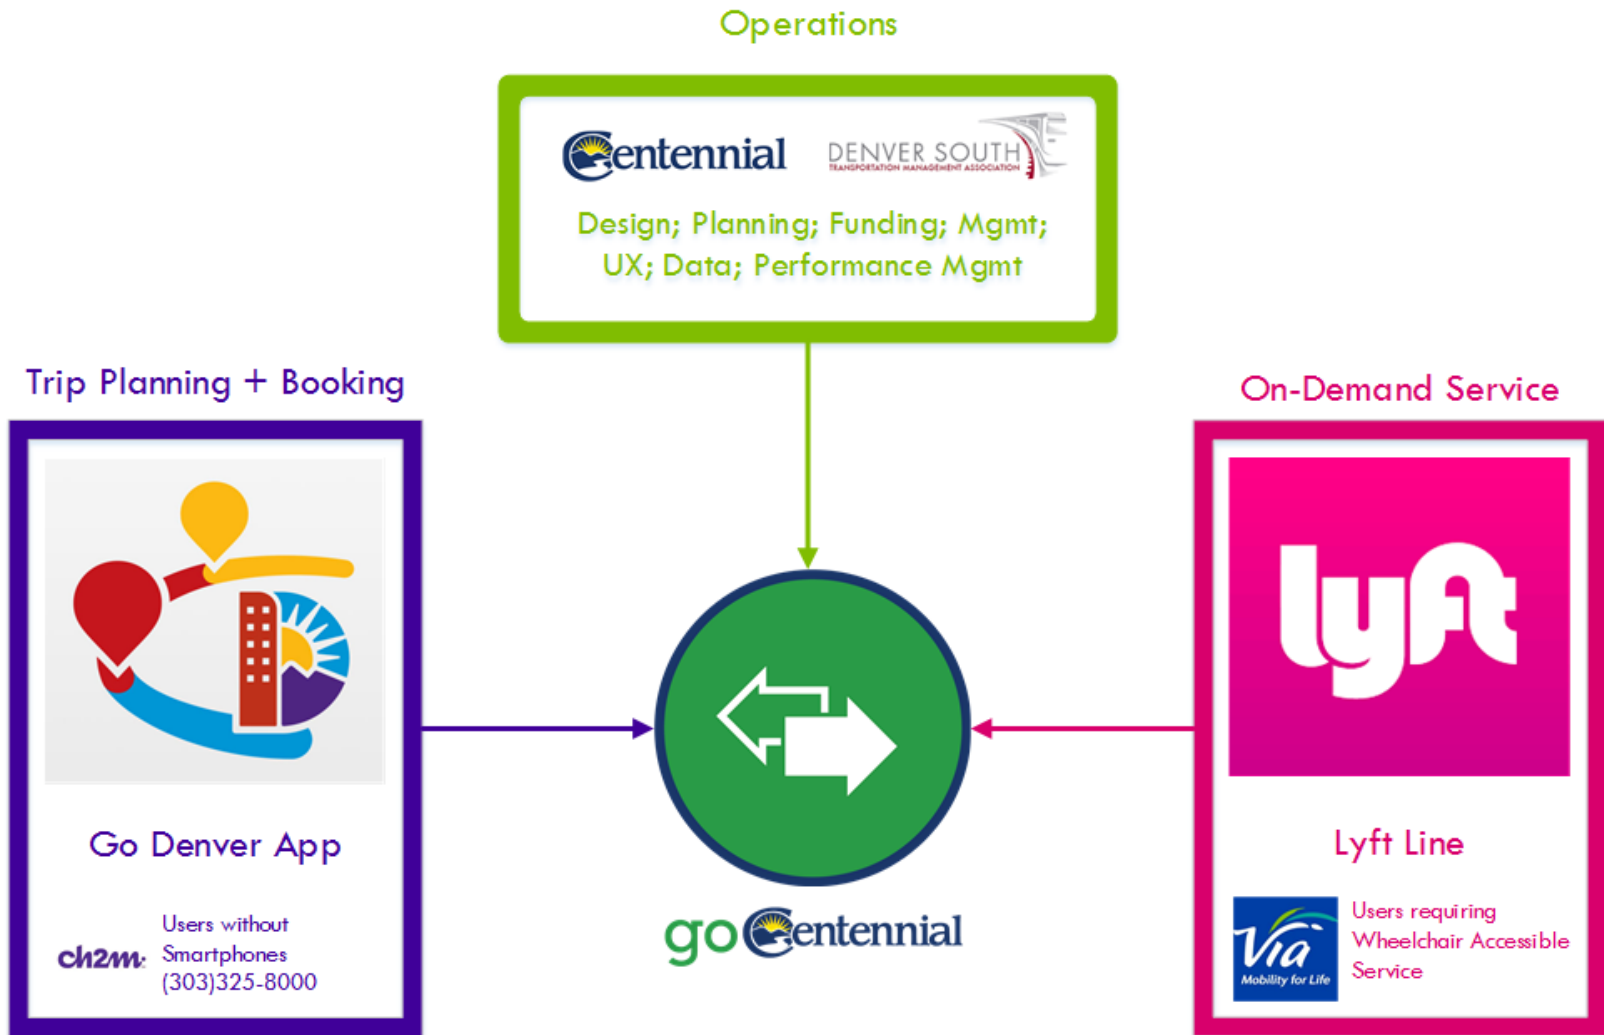 Operations
Centennial
DENVER SOUTH
TRANSPORTATION MANAGEMENT ASSOCIATION
Design; Planning; Funding; Mgmt;
UX; Data; Performance Mgmt
Trip Planning + Booking
Go Denver App
ch2m:
Users without
Smartphones
(303)325-8000
go Centennial
On-Demand Service
lyft
Lyft Line
Via
Mobility for Life
Users requiring
Wheelchair Accessible
Service